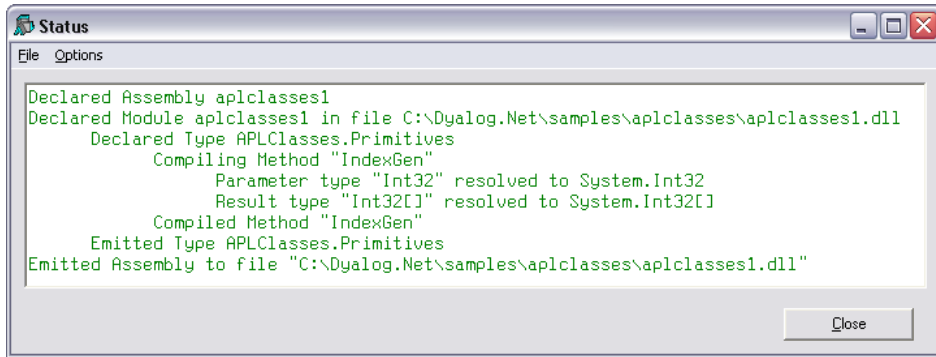 Status
File Options
Declared Assembly aplclasses1
Declared Module aplclasses1 in file C:\Dyalog.Net\samples\aplclasses\aplclasses1.dll
Declared Type APLClasses.Primitives
Compiling Method "IndexGen"
Parameter type "Int32" resolved to System.Int32
Result type "Int32[]" resolved to System.Int32[]
Compiled Method "IndexGen"
Emitted Type APLClasses.Primitives
Emitted Assembly to file "C:\Dyalog.Net\samples\aplclasses\aplclasses1.dll"
Close